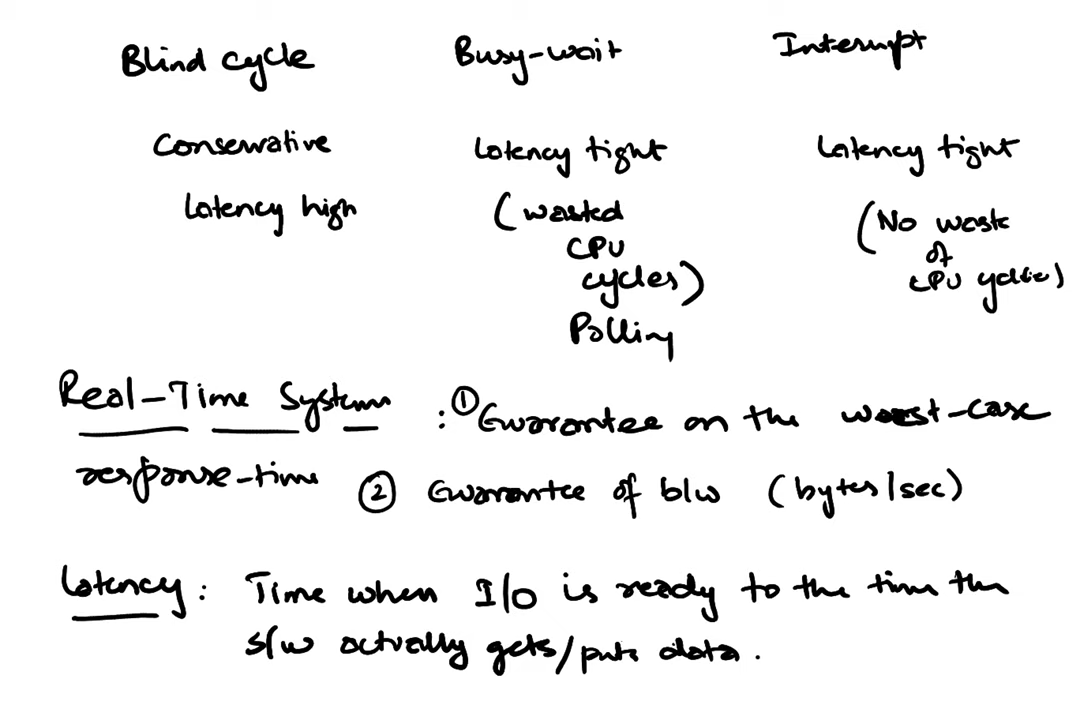 Blind cycle Busy-wait Interrupt
Conservative Latency tight Latency tight
Latency high (wasted (No waste
CPU of
cycles) CPU cycles)
Polling
Real-Time Systems : ① Guarantee on the worst-case
response-time ② Guarantee of b/w (bytes/sec)
Latency : Time when I/O is ready to the time the
s/w actually gets/puts data.